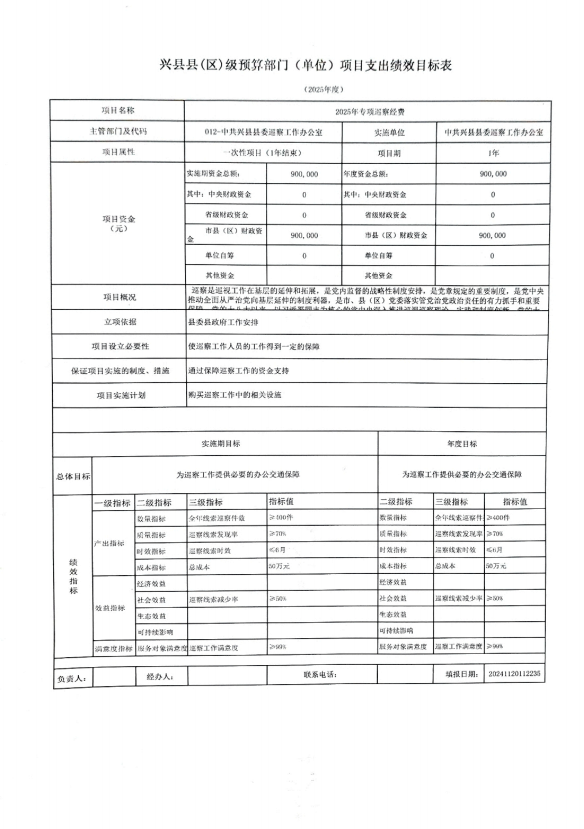 兴县县(区)级预算部门（单位）项目支出绩效目标表
（2025年度）
项目名称 2025年专项巡察经费
主管部门及代码 012-中共兴县县委巡察工作办公室 实施单位 中共兴县县委巡察工作办公室
项目属性 一次性项目（1年结束） 项目期 1年
项目资金
（元）
实施期资金总额： 900,000 年度资金总额： 900,000
其中：中央财政资金 0 其中：中央财政资金 0
省级财政资金 0 省级财政资金 0
市县（区）财政资金 900,000 市县（区）财政资金 900,000
单位自筹 0 单位自筹 0
其他资金 其他资金
项目概况
巡察是巡视工作在基层的延伸和拓展，是党内监督的战略性制度安排，是党章规定的重要制度，是党中央
推动全面从严治党向基层延伸的制度利器，是市、县（区）党委落实管党治党政治责任的有力抓手和重要
立项依据 县委县政府工作安排
项目设立必要性 使巡察工作人员的工作得到一定的保障
保证项目实施的制度、措施 通过保障巡察工作的资金支持
项目实施计划 购买巡察工作中的相关设施
实施期目标 年度目标
总体目标 为巡察工作提供必要的办公交通保障 为巡察工作提供必要的办公交通保障
绩效指标
一级指标 二级指标 三级指标 指标值 二级指标 三级指标 指标值
产出指标
数量指标 全年线索巡察件数 ≥400件 数量指标 全年线索巡察件 ≥400件
质量指标 巡察线索发现率 ≥70% 质量指标 巡察线索发现率 ≥70%
时效指标 巡察线索时效 ≤6月 时效指标 巡察线索时效 ≤6月
成本指标 总成本 50万元 成本指标 总成本 50万元
效益指标
经济效益 经济效益
社会效益 巡察线索减少率 ≥50% 社会效益 巡察线索减少率 ≥50%
生态效益 生态效益
可持续影响 可持续影响
满意度指标 服务对象满意度 巡察工作满意度 ≥99% 服务对象满意度 巡察工作满意度 ≥99%
负责人： 经办人： 联系电话： 填报日期： 20241120112235